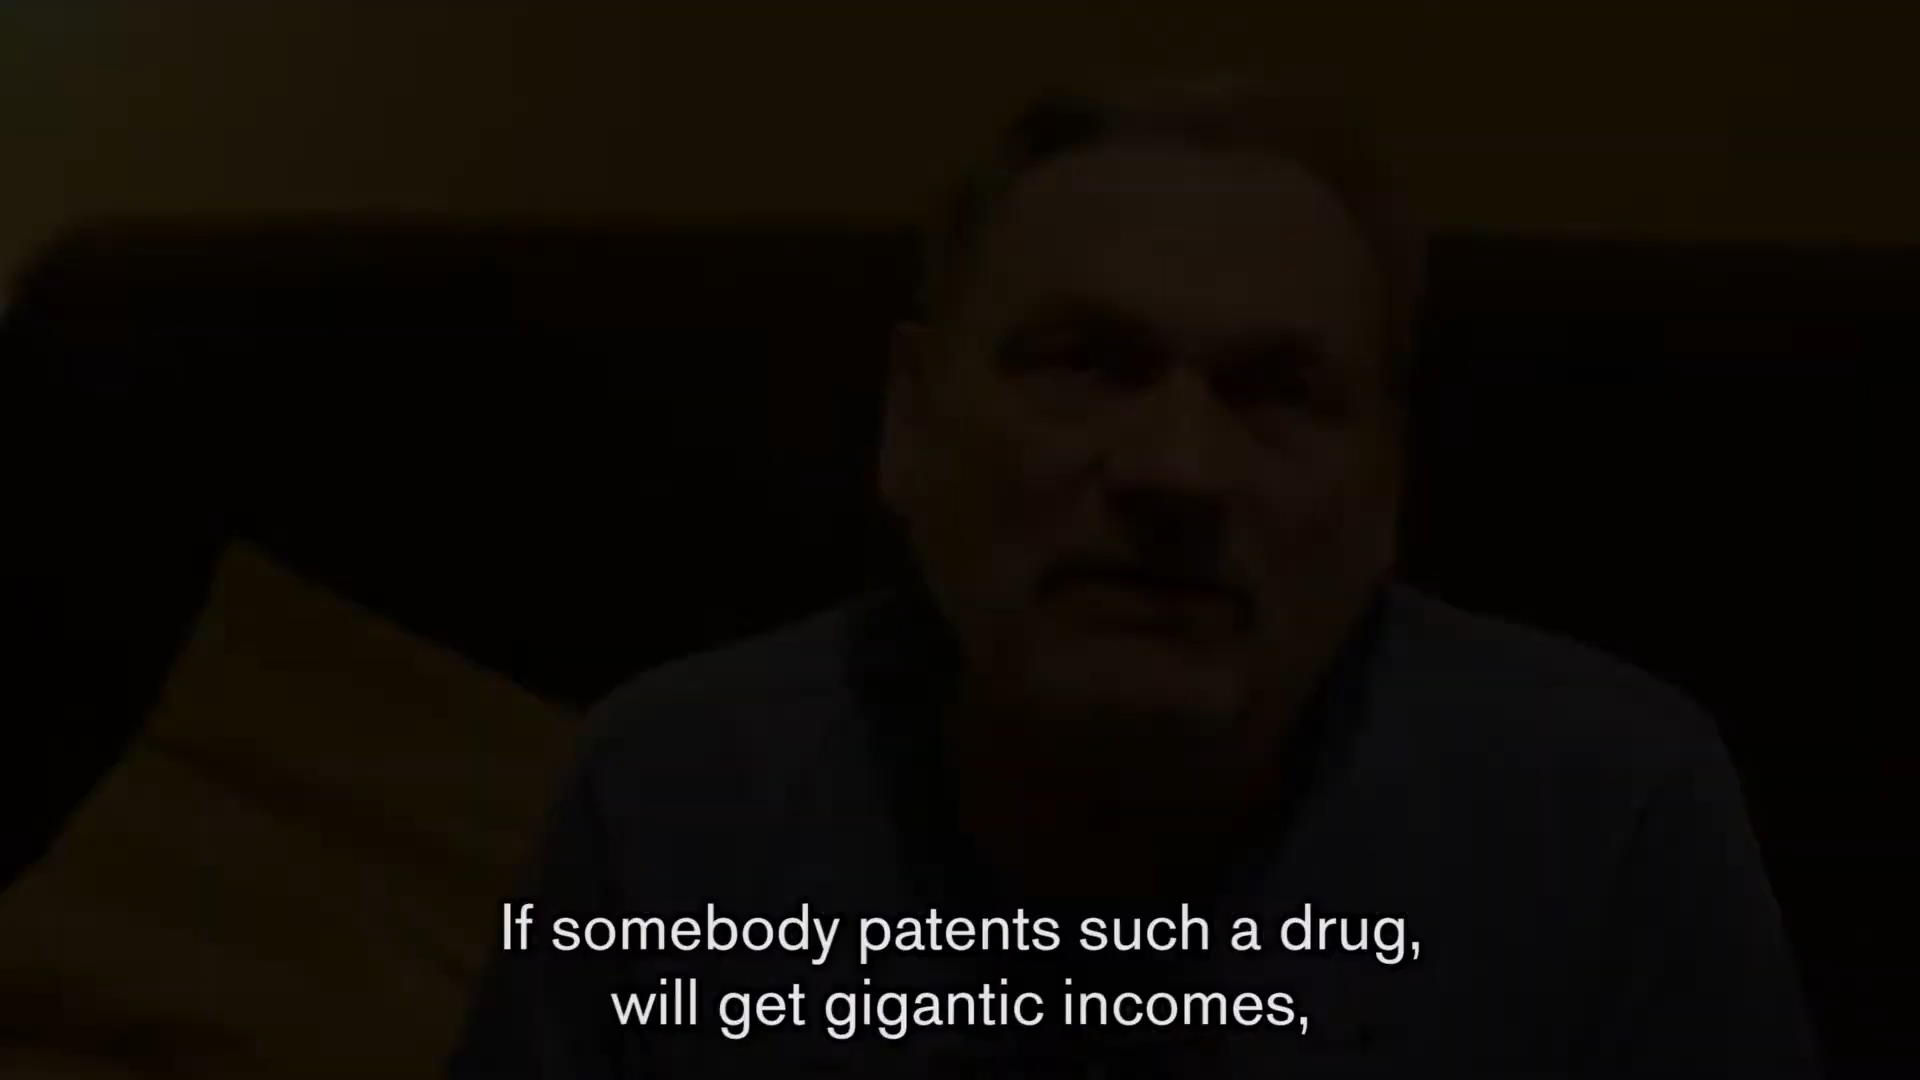 If somebody patents such a drug,
will get gigantic incomes,